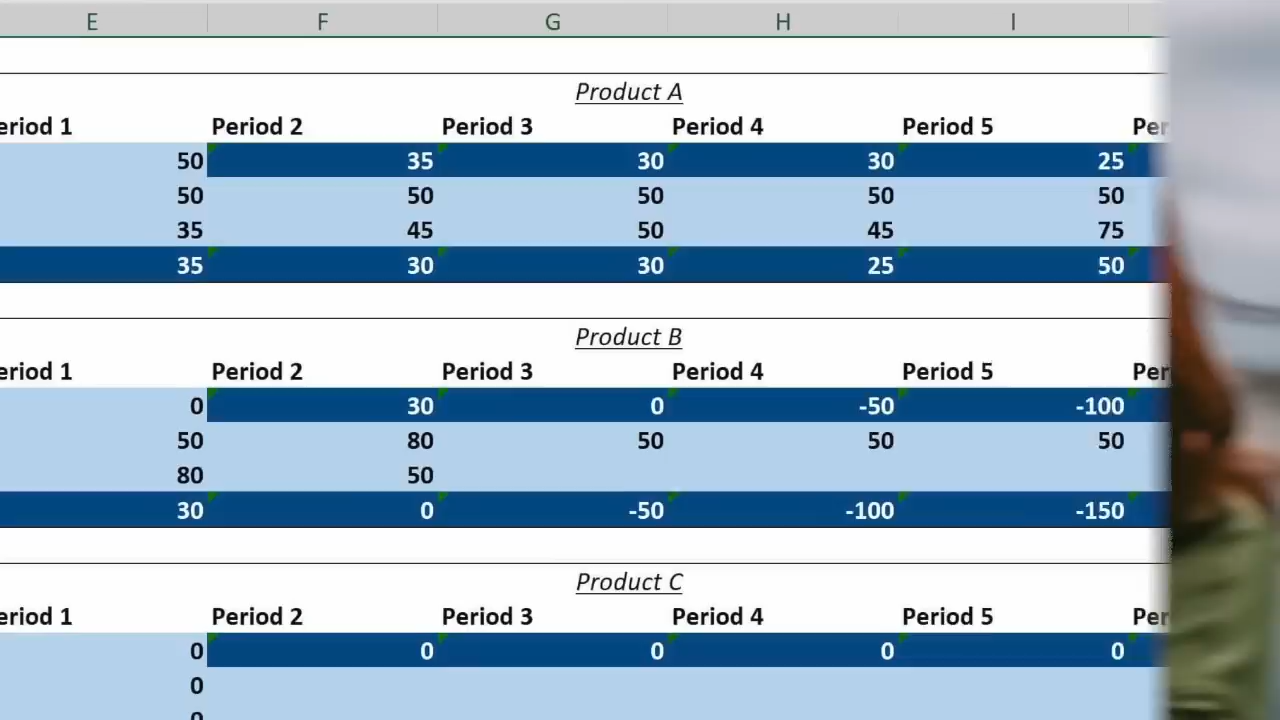 E F G H I
Product A
eriod 1 Period 2 Period 3 Period 4 Period 5 Per
50 35 30 30 25
50 50 50 50 50
35 45 50 45 75
35 30 30 25 50
Product B
eriod 1 Period 2 Period 3 Period 4 Period 5 Per
0 30 0 -50 -100
50 80 50 50 50
80 50
30 0 -50 -100 -150
Product C
eriod 1 Period 2 Period 3 Period 4 Period 5 Per
0 0 0 0 0
0
0